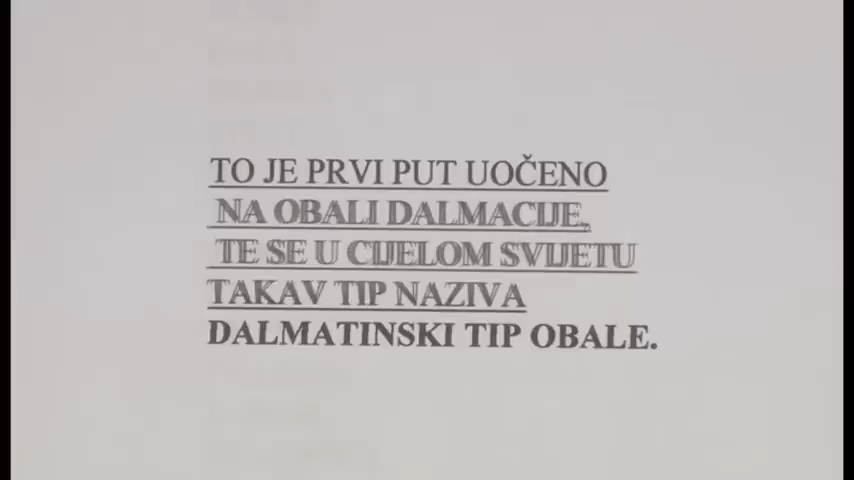 TO JE PRVI PUT UOČENO
NA OBALI DALMACIJE,
TE SE U CIJELOM SVIJETU
TAKAV TIP NAZIVA
DALMATINSKI TIP OBALE.